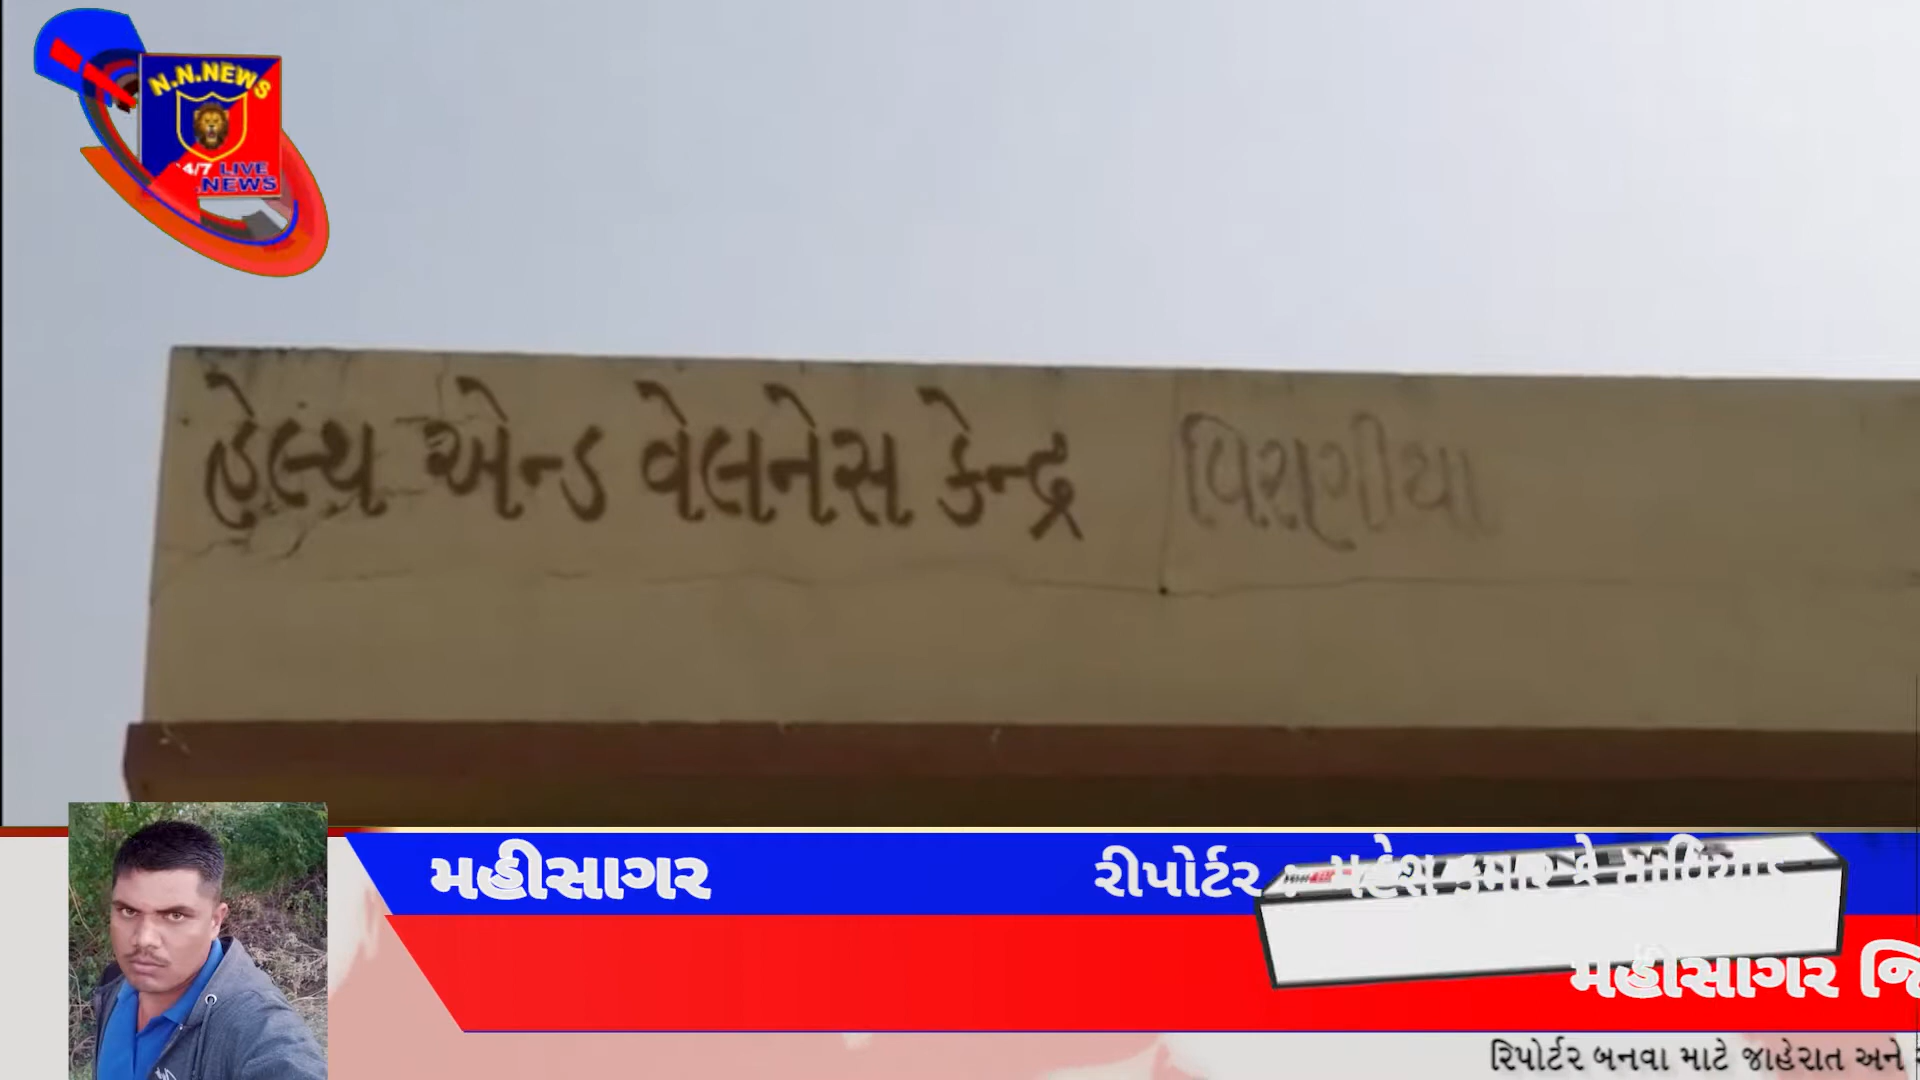 N.N.NEWS
24/7 LIVE
.NEWS
હેલ્થ એન્ડ વેલનેસ કેન્દ્ર વિરાણીયા
મહીસાગર
રીપોર્ટર :
મહીસાગર જિ
રિપોર્ટર બનવા માટે જાહેરાત અને